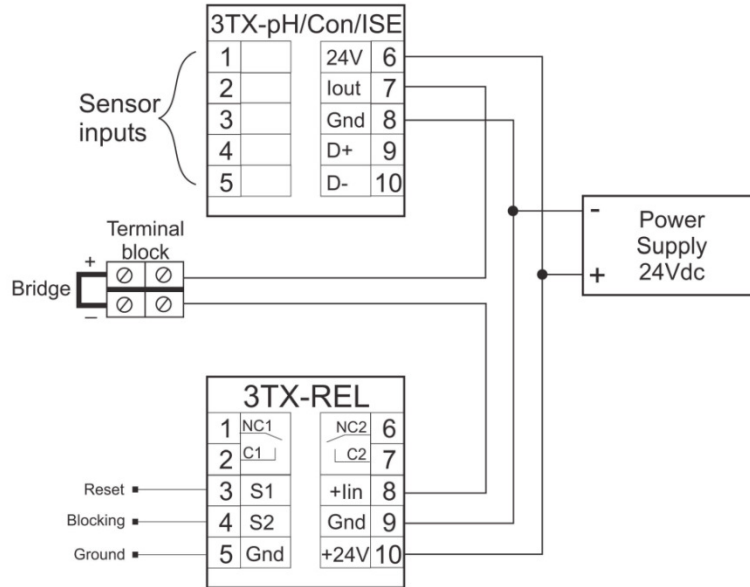 3TX-pH/Con/ISE
1 24V 6
2 Iout 7
3 Gnd 8
4 D+ 9
5 D- 10
Sensor
inputs
Terminal
block
+
Bridge
–
-
Power
Supply
24Vdc
+
3TX-REL
1 NC1 NC2 6
2 C1 C2 7
Reset 3 S1 +Iin 8
Blocking 4 S2 Gnd 9
Ground 5 Gnd +24V 10